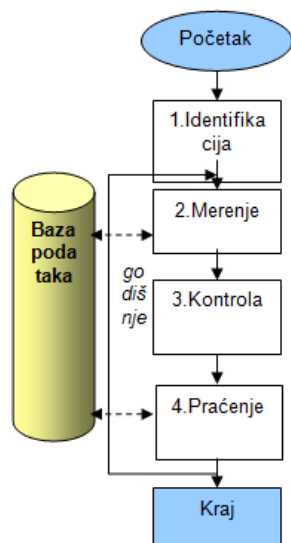 Početak
1.Identifika
cija
2.Merenje
Baza
poda
taka
go
diš
nje
3.Kontrola
4.Praćenje
Kraj